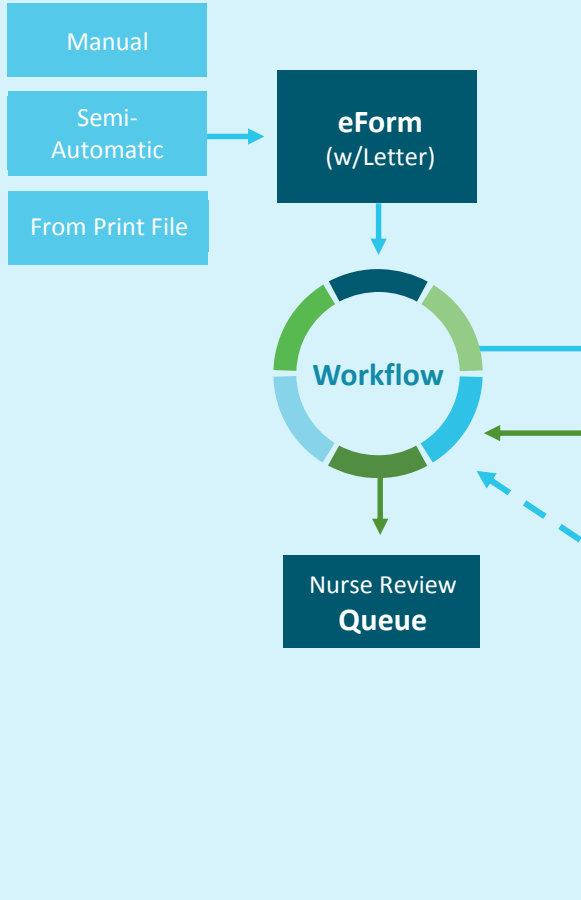 Manual
Semi-
Automatic
From Print File
eForm
(w/Letter)
Workflow
Nurse Review
Queue